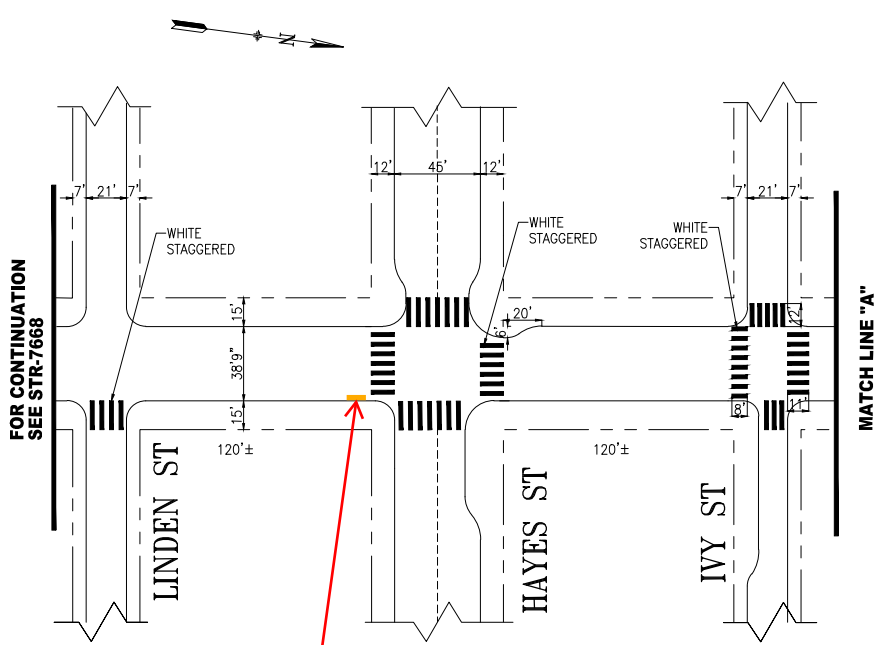 N
12'
45'
12'
7'
21'
7'
7'
21'
7'
WHITE
STAGGERED
WHITE
STAGGERED
WHITE
STAGGERED
FOR CONTINUATION
SEE STR-7668
MATCH LINE "A"
15'
20'
6'
12'
38'9"
15'
8'
11'
120'±
120'±
LINDEN ST
HAYES ST
IVY ST